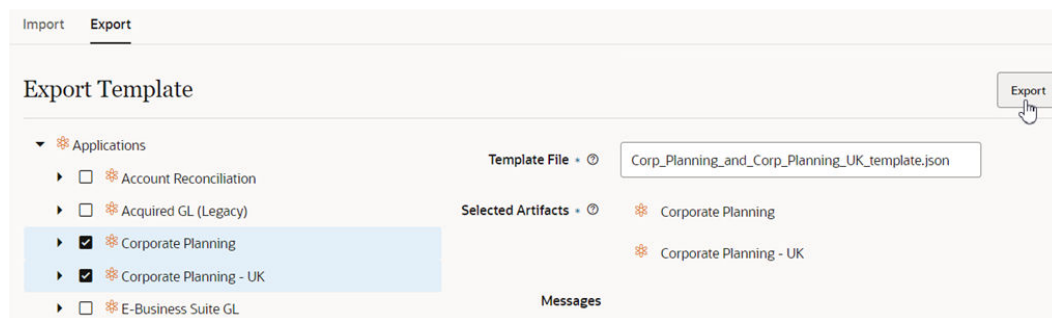 Import Export
Export Template
Export
Applications
Account Reconciliation
Acquired GL (Legacy)
Corporate Planning
Corporate Planning - UK
E-Business Suite GL
Template File * ?
Corp_Planning_and_Corp_Planning_UK_template.json
Selected Artifacts * ?
Corporate Planning
Corporate Planning - UK
Messages